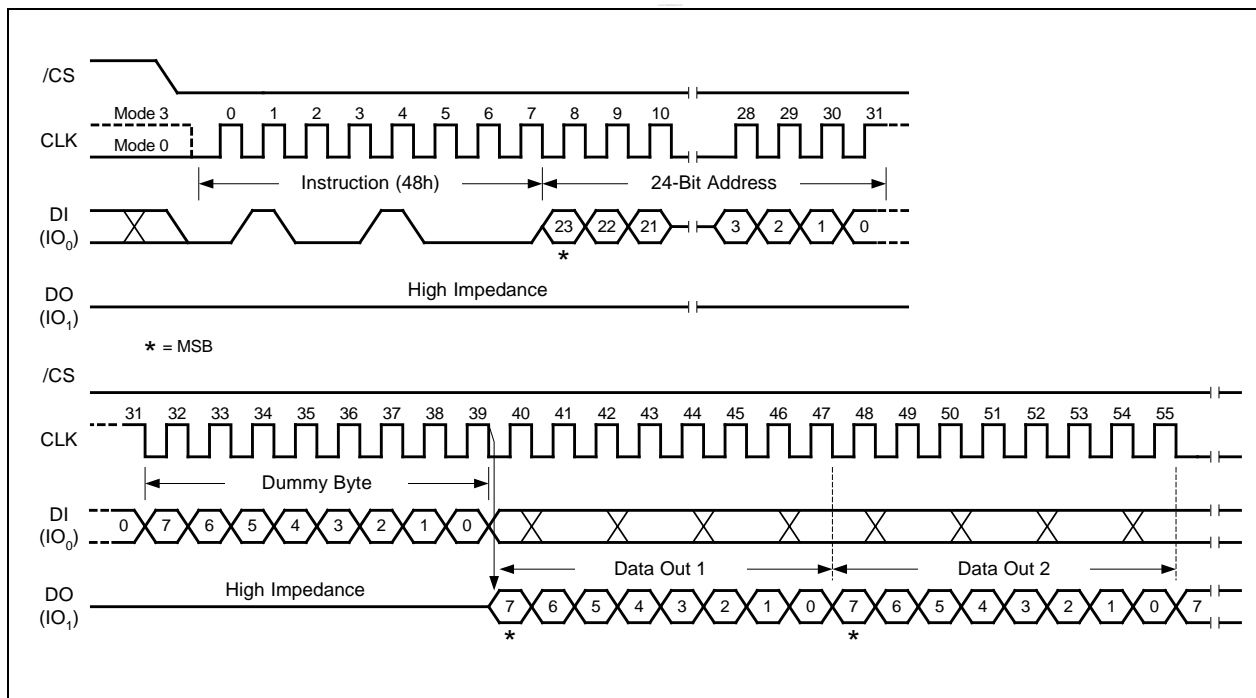 /CS
Mode 3 0 1 2 3 4 5 6 7 8 9 10 28 29 30 31
CLK
Mode 0
Instruction (48h) 24-Bit Address
DI
(IO0) 23 22 21 3 2 1 0
*
High Impedance
DO
(IO1)
* = MSB
/CS
31 32 33 34 35 36 37 38 39 40 41 42 43 44 45 46 47 48 49 50 51 52 53 54 55
CLK
Dummy Byte
DI
(IO0) 0 7 6 5 4 3 2 1 0
Data Out 1 Data Out 2
High Impedance
DO
(IO1) 7 6 5 4 3 2 1 0 7 6 5 4 3 2 1 0 7
* *